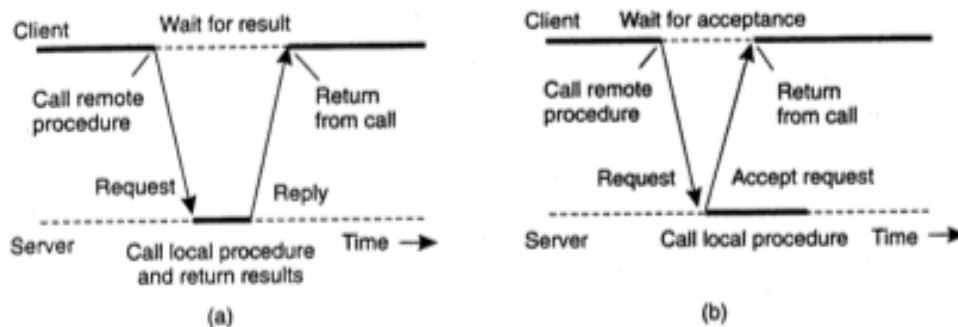 Client
Wait for result
Call remote
procedure
Return
from call
Request
Reply
Server
Call local procedure
and return results
Time
(a)
Client
Wait for acceptance
Call remote
procedure
Return
from call
Request
Accept request
Server
Call local procedure
Time
(b)